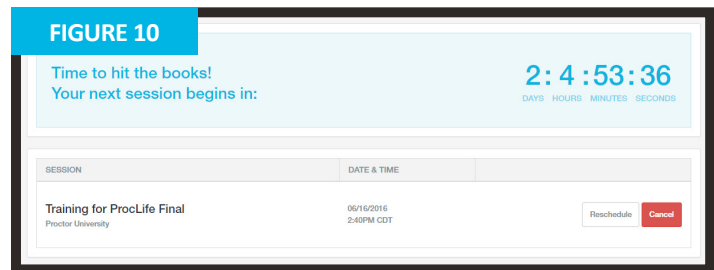 FIGURE 10
Time to hit the books!
Your next session begins in:
2: 4 :53: 36
DAYS HOURS MINUTES SECONDS
SESSION DATE & TIME
Training for ProcLife Final
Proctor University
06/16/2016
2:40PM CDT
Reschedule Cancel